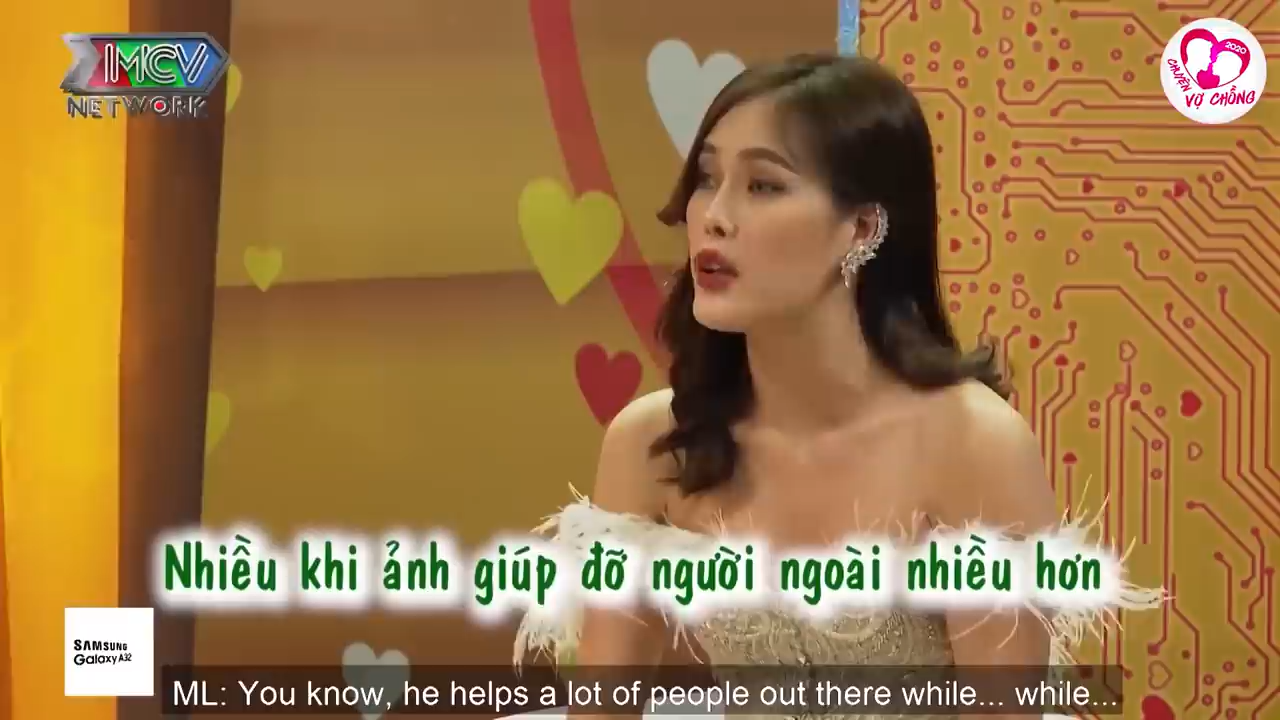 MCV
NETWORK
2020
CHUYỆN
VỢ CHỒNG
Nhiều khi ảnh giúp đỡ người ngoài nhiều hơn
SAMSUNG
Galaxy A32
ML: You know, he helps a lot of people out there while... while...